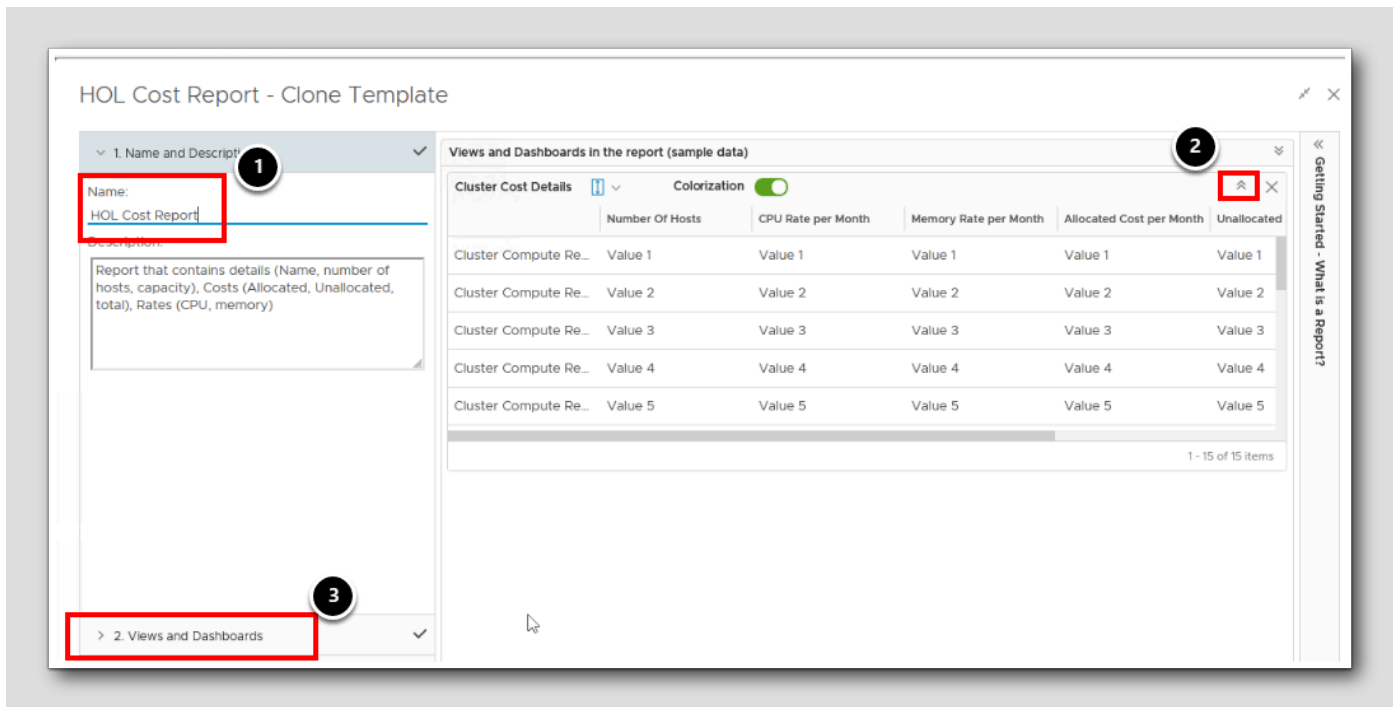 HOL Cost Report - Clone Template
1. Name and Descripti
1
Name:
HOL Cost Report
Description:
Report that contains details (Name, number of
hosts, capacity), Costs (Allocated, Unallocated,
total), Rates (CPU, memory)
3
2. Views and Dashboards
Views and Dashboards in the report (sample data)
2
Cluster Cost Details Colorization
Number Of Hosts CPU Rate per Month Memory Rate per Month Allocated Cost per Month Unallocated
Cluster Compute Re... Value 1 Value 1 Value 1 Value 1 Value 1
Cluster Compute Re... Value 2 Value 2 Value 2 Value 2 Value 2
Cluster Compute Re... Value 3 Value 3 Value 3 Value 3 Value 3
Cluster Compute Re... Value 4 Value 4 Value 4 Value 4 Value 4
Cluster Compute Re... Value 5 Value 5 Value 5 Value 5 Value 5
1 - 15 of 15 items
Getting Started - What is a Report?